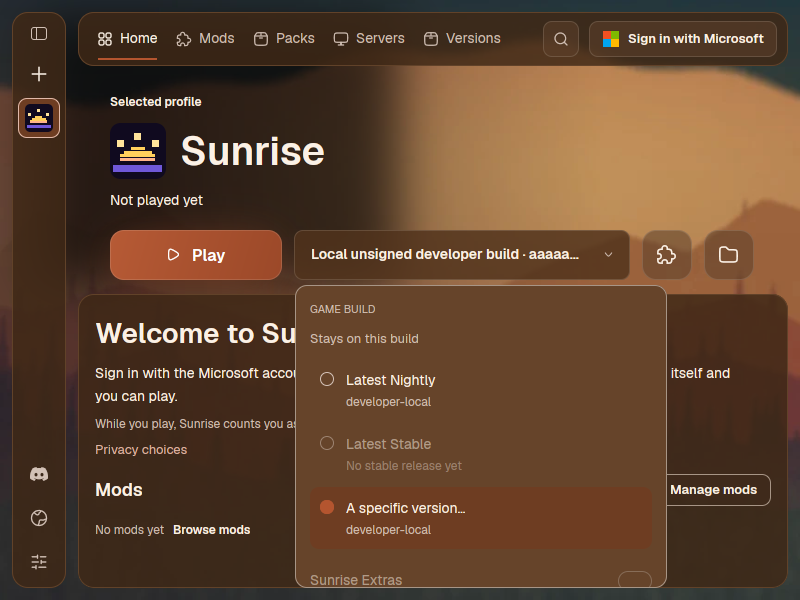 Home
Mods
Packs
Servers
Versions
Sign in with Microsoft
Selected profile
Sunrise
Not played yet
Play
Local unsigned developer build · aaaaa...
GAME BUILD
Stays on this build
Latest Nightly
developer-local
Latest Stable
No stable release yet
A specific version...
developer-local
Sunrise Extras
Welcome to Su
Sign in with the Microsoft accou
itself and
you can play.
While you play, Sunrise counts you as
Privacy choices
Mods
Manage mods
No mods yet
Browse mods